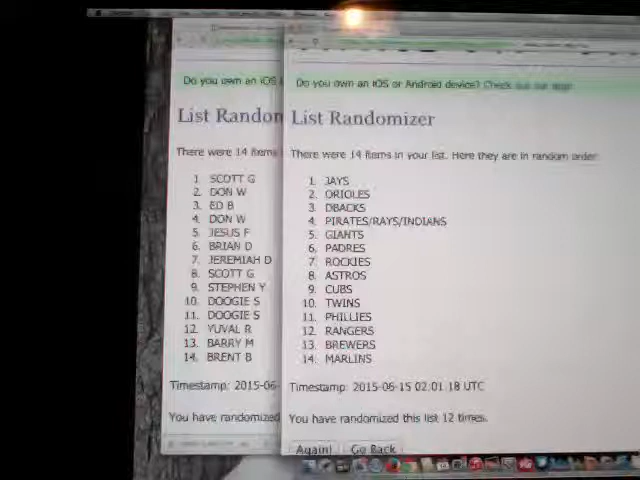 Do you own an iOS
List Random
There were 14 items
1. SCOTT G
2. DON W
3. ED B
4. DON W
5. JESUS F
6. BRIAN D
7. JEREMIAH D
8. SCOTT G
9. STEPHEN Y
10. DOOGIE S
11. DOOGIE S
12. YUVAL R
13. BARRY M
14. BRENT B
Timestamp: 2015-06-
You have randomized
Do you own an iOS or Android device? Check out our app!
List Randomizer
There were 14 items in your list. Here they are in random order:
1. JAYS
2. ORIOLES
3. DBACKS
4. PIRATES/RAYS/INDIANS
5. GIANTS
6. PADRES
7. ROCKIES
8. ASTROS
9. CUBS
10. TWINS
11. PHILLIES
12. RANGERS
13. BREWERS
14. MARLINS
Timestamp: 2015-06-15 02:01:18 UTC
You have randomized this list 12 times.
Again! Go Back